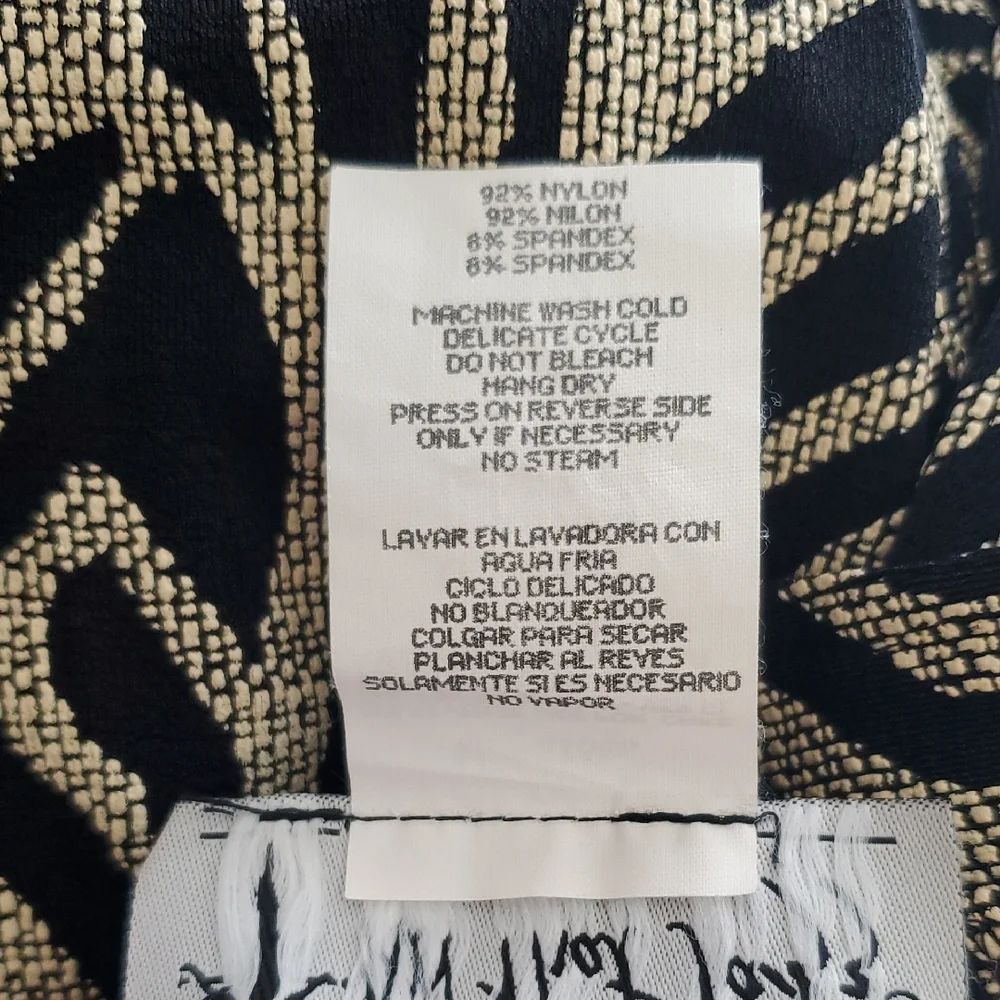 92% NYLON
92% NILON
8% SPANDEX
8% SPANDEX
MACHINE WASH COLD
DELICATE CYCLE
DO NOT BLEACH
HANG DRY
PRESS ON REVERSE SIDE
ONLY IF NECESSARY
NO STEAM
LAVAR EN LAVADORA CON
AGUA FRIA
CICLO DELICADO
NO BLANQUEADOR
COLGAR PARA SECAR
PLANCHAR AL REYES
SOLAMENTE SI ES NECESARIO
NO VAPOR